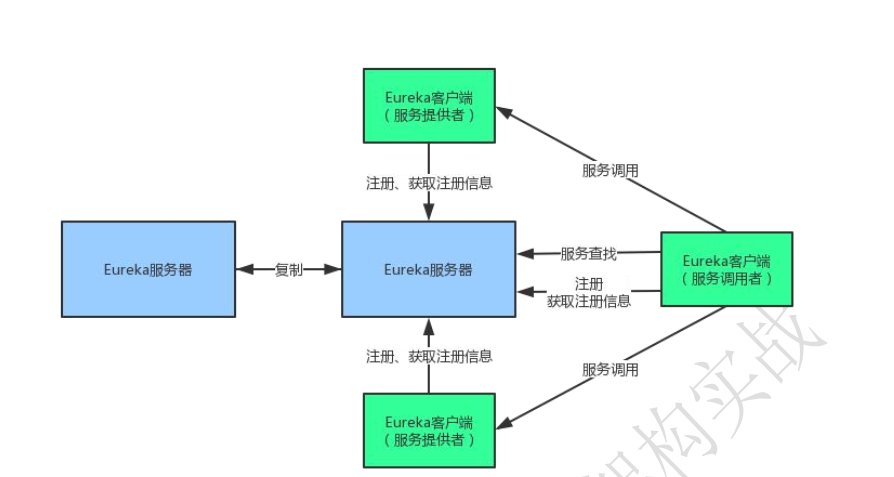 Eureka客户端
（服务提供者）
注册、获取注册信息
服务调用
Eureka服务器
复制
Eureka服务器
服务查找
注册
获取注册信息
Eureka客户端
（服务调用者）
注册、获取注册信息
服务调用
Eureka客户端
（服务提供者）
架构实战